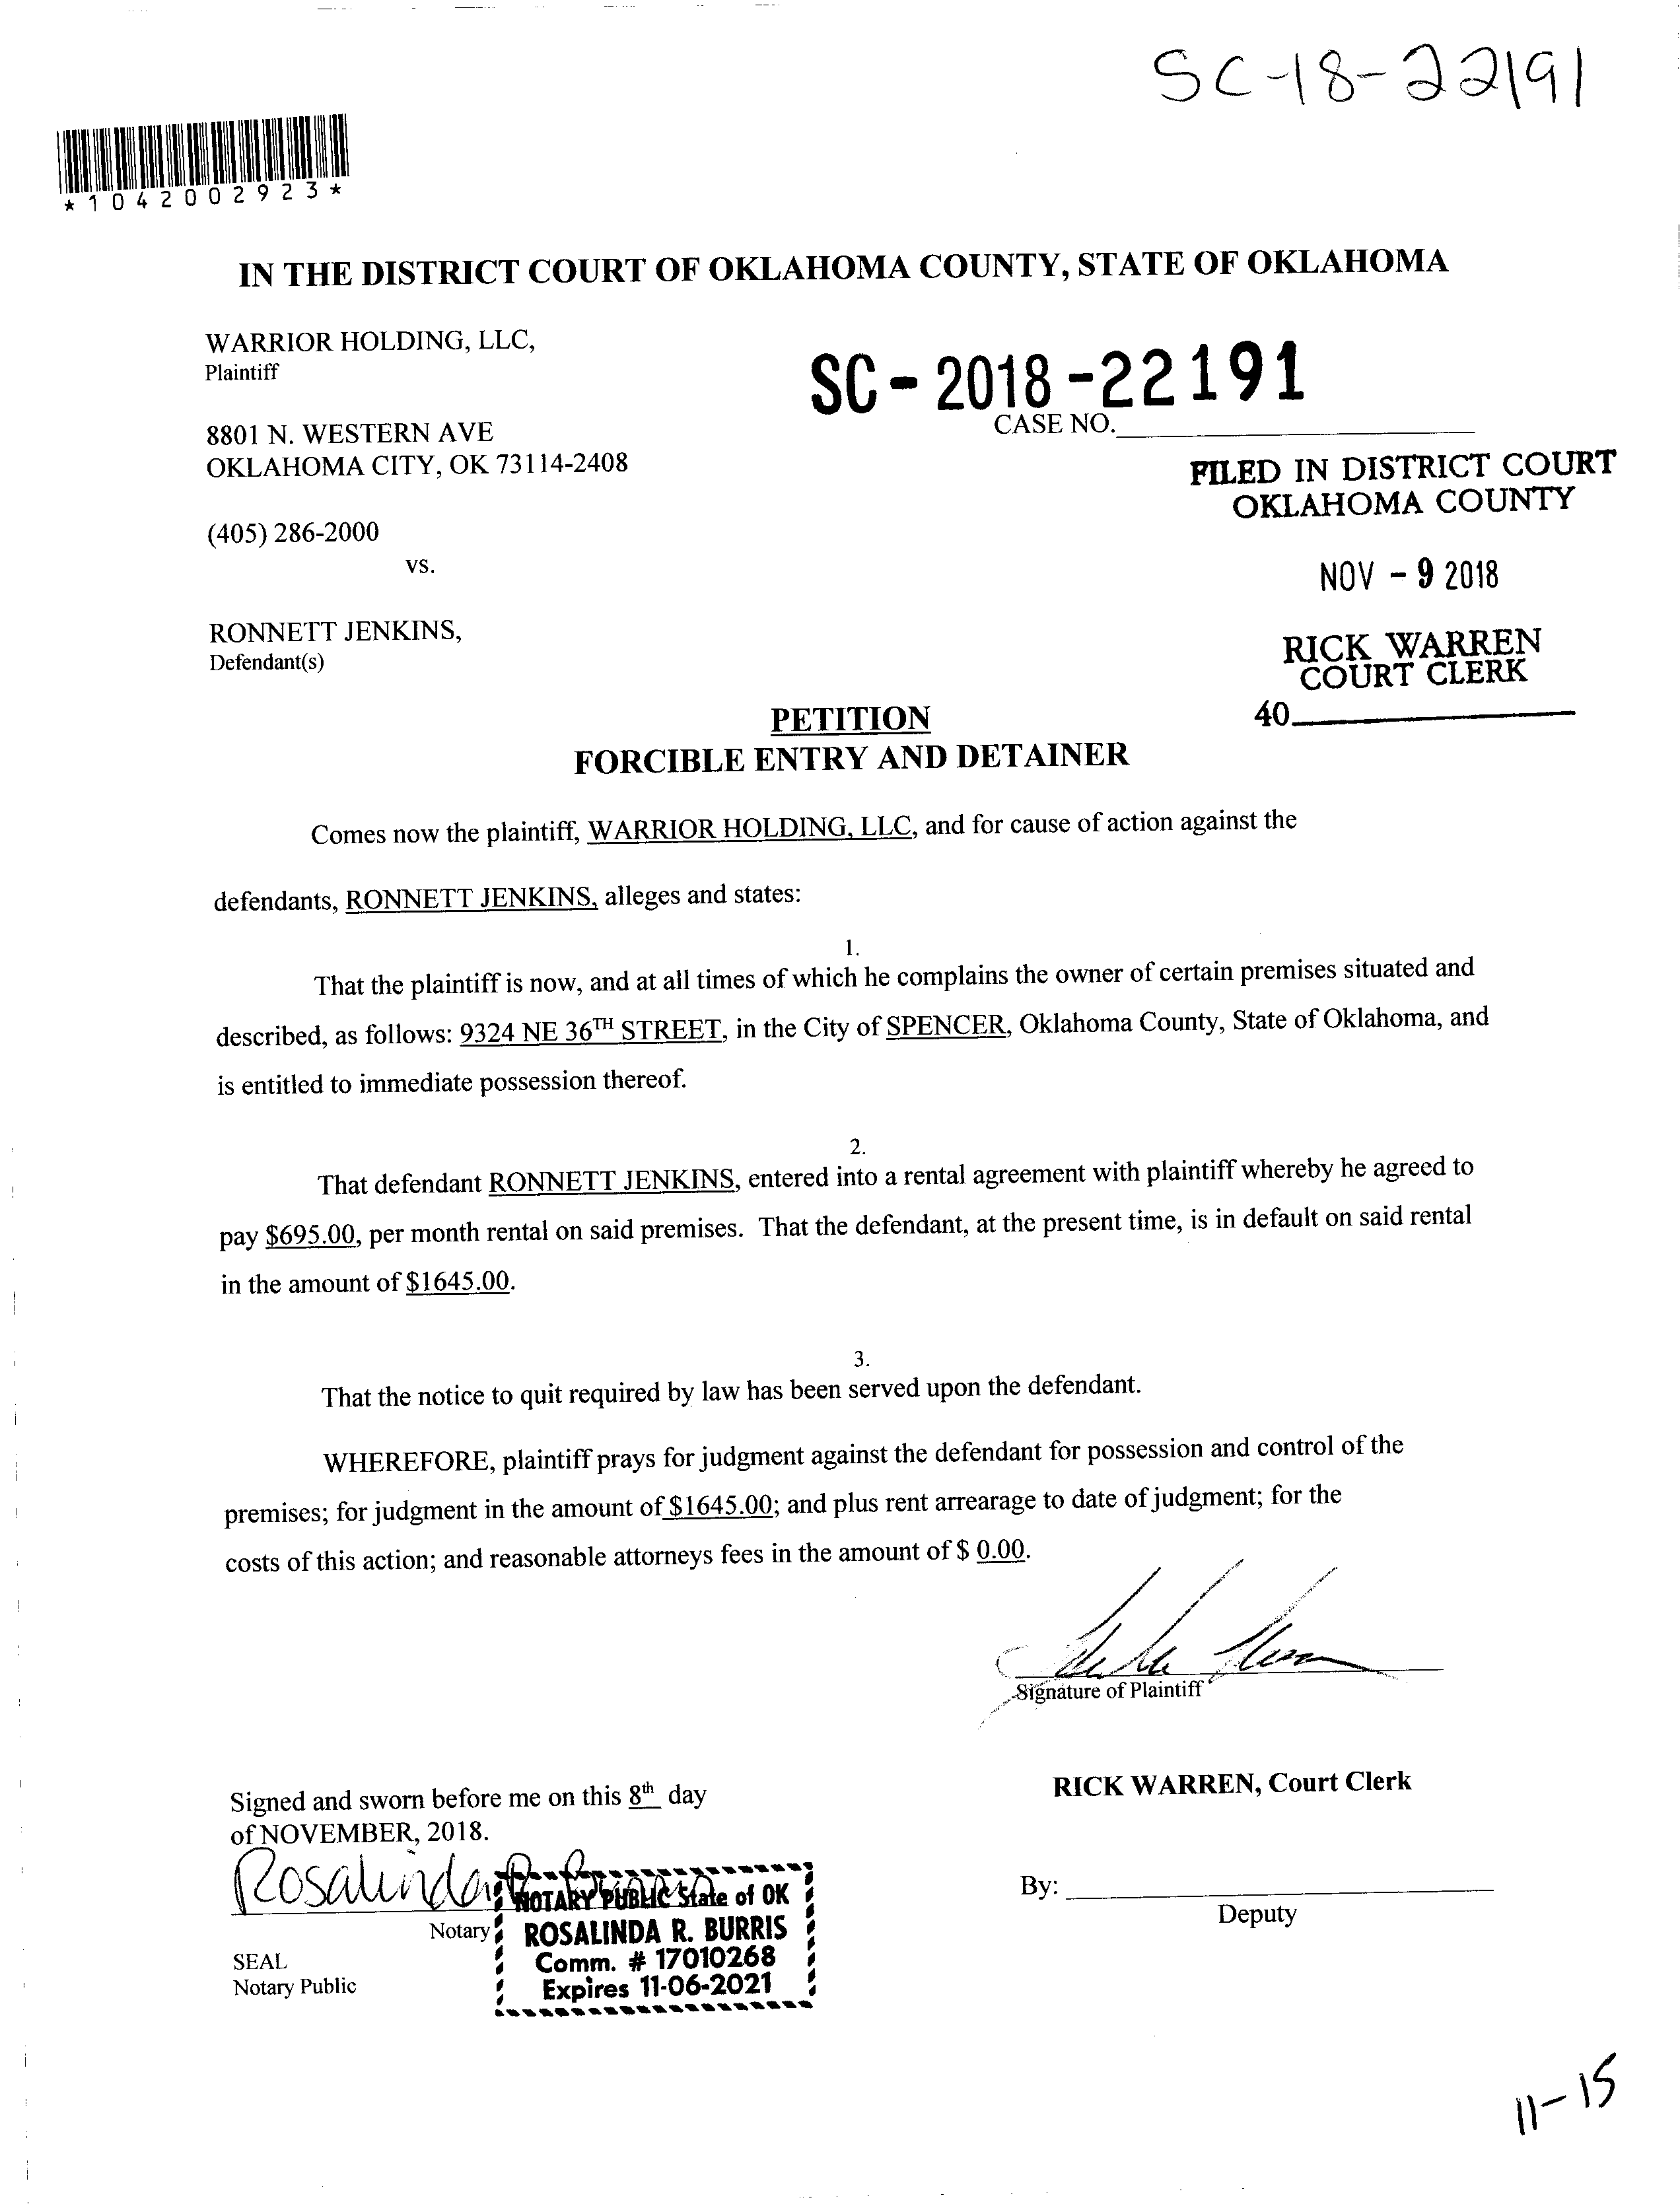 SC-18-22191
*1042002923*
IN THE DISTRICT COURT OF OKLAHOMA COUNTY, STATE OF OKLAHOMA
WARRIOR HOLDING, LLC,
Plaintiff
SC-2018-22191
CASE NO.
8801 N. WESTERN AVE
OKLAHOMA CITY, OK 73114-2408
FILED IN DISTRICT COURT
OKLAHOMA COUNTY
(405) 286-2000
vs.
NOV - 9 2018
RONNETT JENKINS,
Defendant(s)
RICK WARREN
COURT CLERK
40
PETITION
FORCIBLE ENTRY AND DETAINER
Comes now the plaintiff, WARRIOR HOLDING, LLC, and for cause of action against the
defendants, RONNETT JENKINS, alleges and states:
1.
That the plaintiff is now, and at all times of which he complains the owner of certain premises situated and
described, as follows: 9324 NE 36TH STREET, in the City of SPENCER, Oklahoma County, State of Oklahoma, and
is entitled to immediate possession thereof.
2.
That defendant RONNETT JENKINS, entered into a rental agreement with plaintiff whereby he agreed to
pay $695.00, per month rental on said premises. That the defendant, at the present time, is in default on said rental
in the amount of $1645.00.
3.
That the notice to quit required by law has been served upon the defendant.
WHEREFORE, plaintiff prays for judgment against the defendant for possession and control of the
premises; for judgment in the amount of $1645.00; and plus rent arrearage to date of judgment; for the
costs of this action; and reasonable attorneys fees in the amount of $ 0.00.
Signature of Plaintiff
RICK WARREN, Court Clerk
Signed and sworn before me on this 8th day
of NOVEMBER, 2018.
Rosalinda R. Burris
Notary
SEAL
Notary Public
NOTARY PUBLIC State of OK
ROSALINDA R. BURRIS
Comm. # 17010268
Expires 11-06-2021
By:
Deputy
11-15